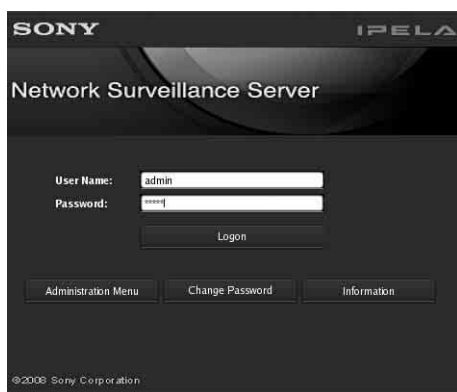 SONY
IPELA
Network Surveillance Server
User Name: admin
Password: *****
Logon
Administration Menu
Change Password
Information
©2008 Sony Corporation